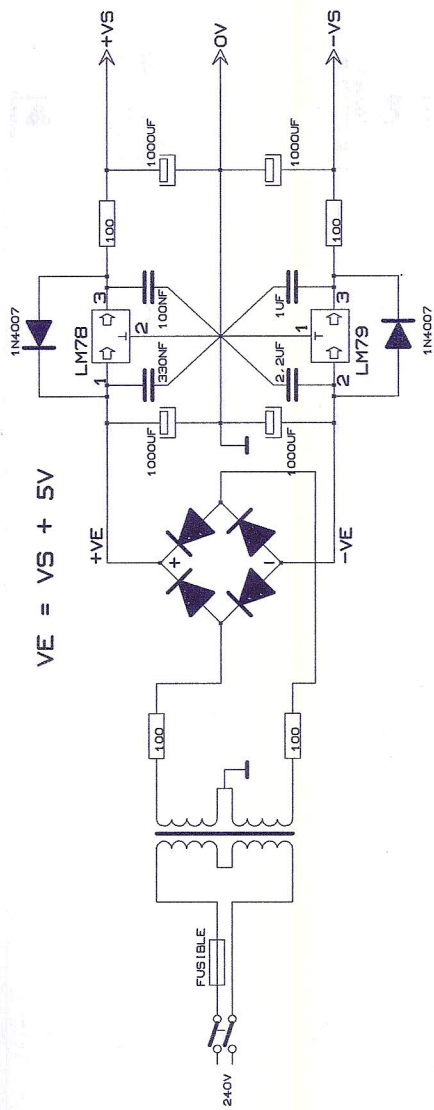 VE = VS + 5V
240V
FUSIBLE
100
100
+VE
-VE
+
-
1000UF
1000UF
330NF
100NF
2.2UF
1UF
1N4007
LM78
1
2
3
LM79
1
2
3
1N4007
100
100
1000UF
1000UF
+VS
0V
-VS